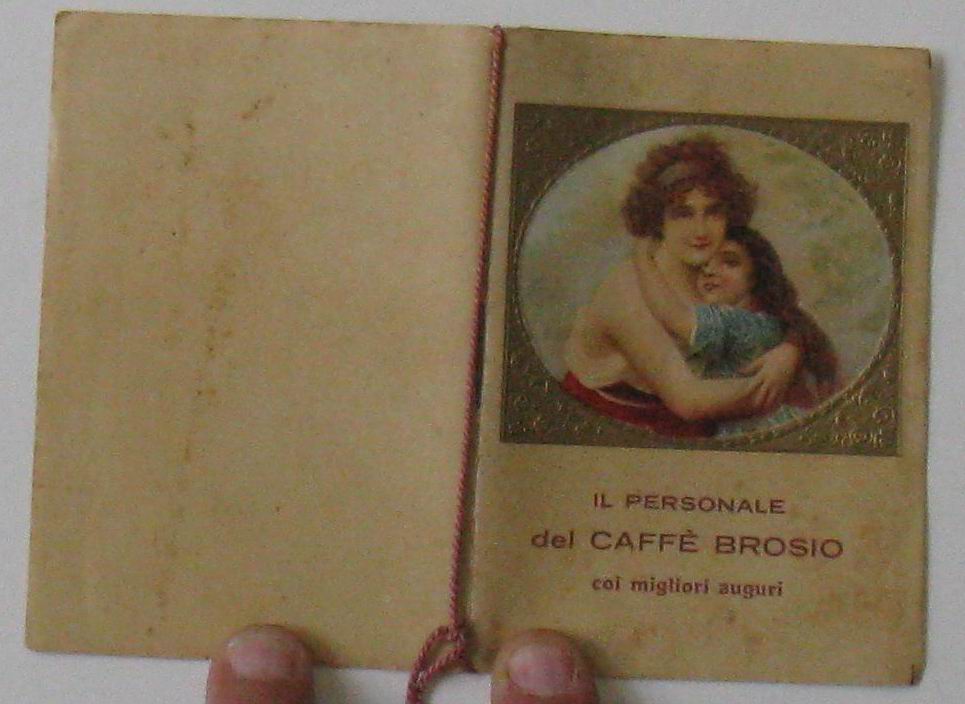 IL PERSONALE
del CAFFÈ BROSIO
coi migliori auguri